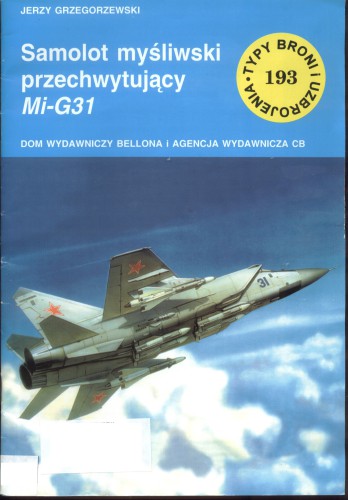 JERZY GRZEGORZEWSKI
Samolot myśliwski
przechwytujący
Mi-G31
TYPY BRONI i UZBROJENIA
193
DOM WYDAWNICZY BELLONA i AGENCJA WYDAWNICZA CB
31